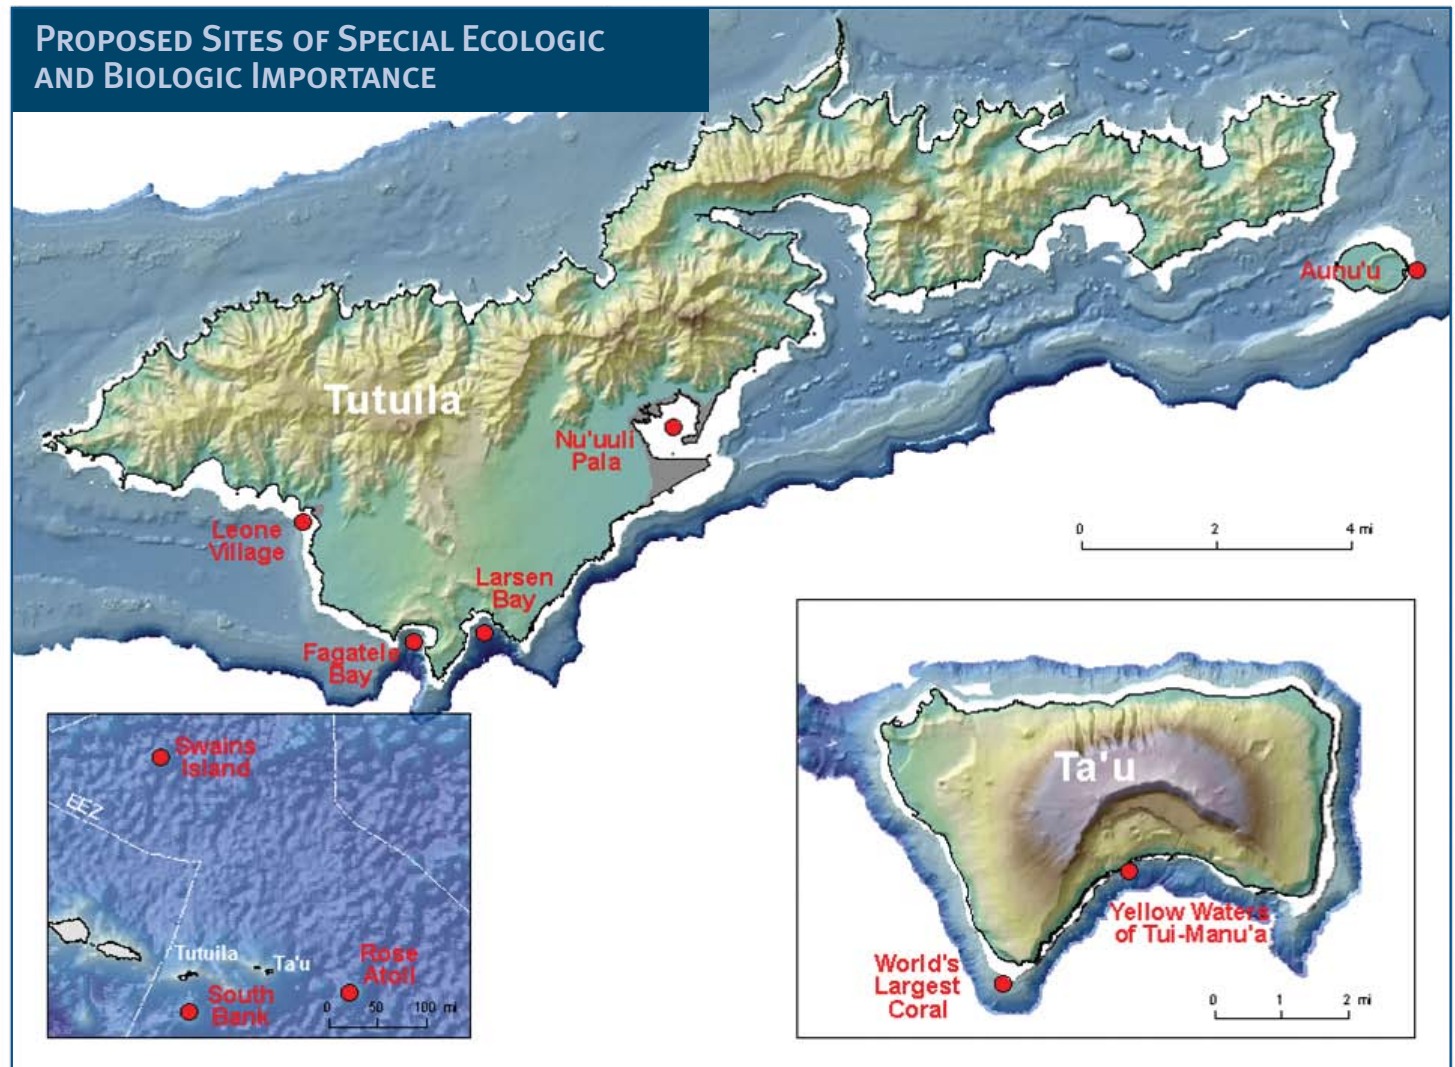 PROPOSED SITES OF SPECIAL ECOLOGIC
AND BIOLOGIC IMPORTANCE
Aunu'u
Tutuila
Nu'uuli
Pala
Leone
Village
Larsen
Bay
Fagatele
Bay
0 2 4 mi
Swains
Island
EEZ
Tutuila
Ta'u
Rose
Atoll
South
Bank
0 50 100 mi
Ta'u
Yellow Waters
of Tui-Manu'a
World's
Largest
Coral
0 1 2 mi